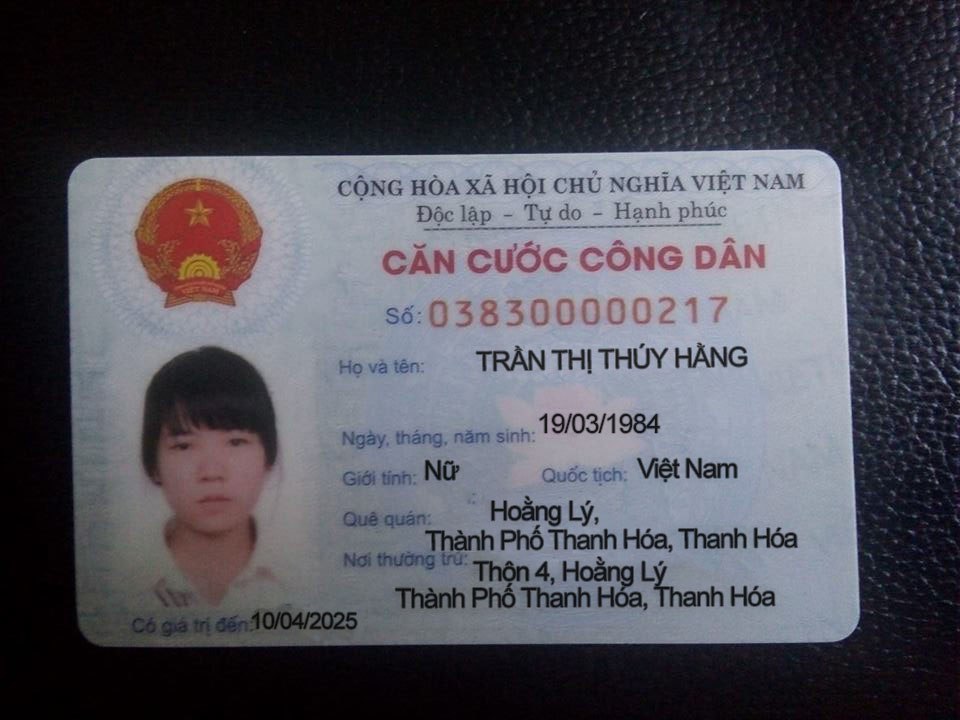 CỘNG HÒA XÃ HỘI CHỦ NGHĨA VIỆT NAM
Độc lập - Tự do - Hạnh phúc
CĂN CƯỚC CÔNG DÂN
Số: 038300000217
Họ và tên: TRẦN THỊ THÚY HẰNG
Ngày, tháng, năm sinh: 19/03/1984
Giới tính: Nữ Quốc tịch: Việt Nam
Quê quán: Hoằng Lý,
Thành Phố Thanh Hóa, Thanh Hóa
Nơi thường trú: Thôn 4, Hoằng Lý
Thành Phố Thanh Hóa, Thanh Hóa
Có giá trị đến: 10/04/2025
VIỆT NAM